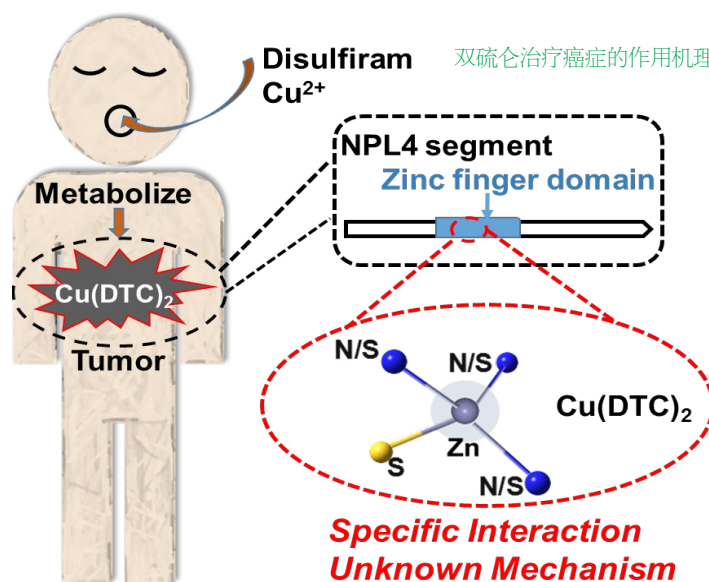 Disulfiram
Cu²⁺
双硫仑治疗癌症的作用机理
NPL4 segment
Zinc finger domain
Metabolize
Cu(DTC)₂
Tumor
N/S
N/S
Cu(DTC)₂
Zn
S
N/S
Specific Interaction
Unknown Mechanism